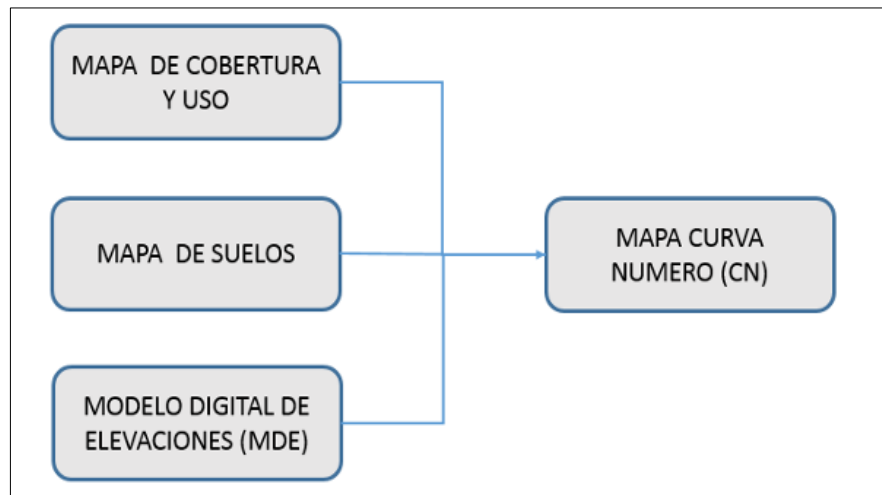 MAPA DE COBERTURA
Y USO
MAPA DE SUELOS
MODELO DIGITAL DE
ELEVACIONES (MDE)
MAPA CURVA
NUMERO (CN)